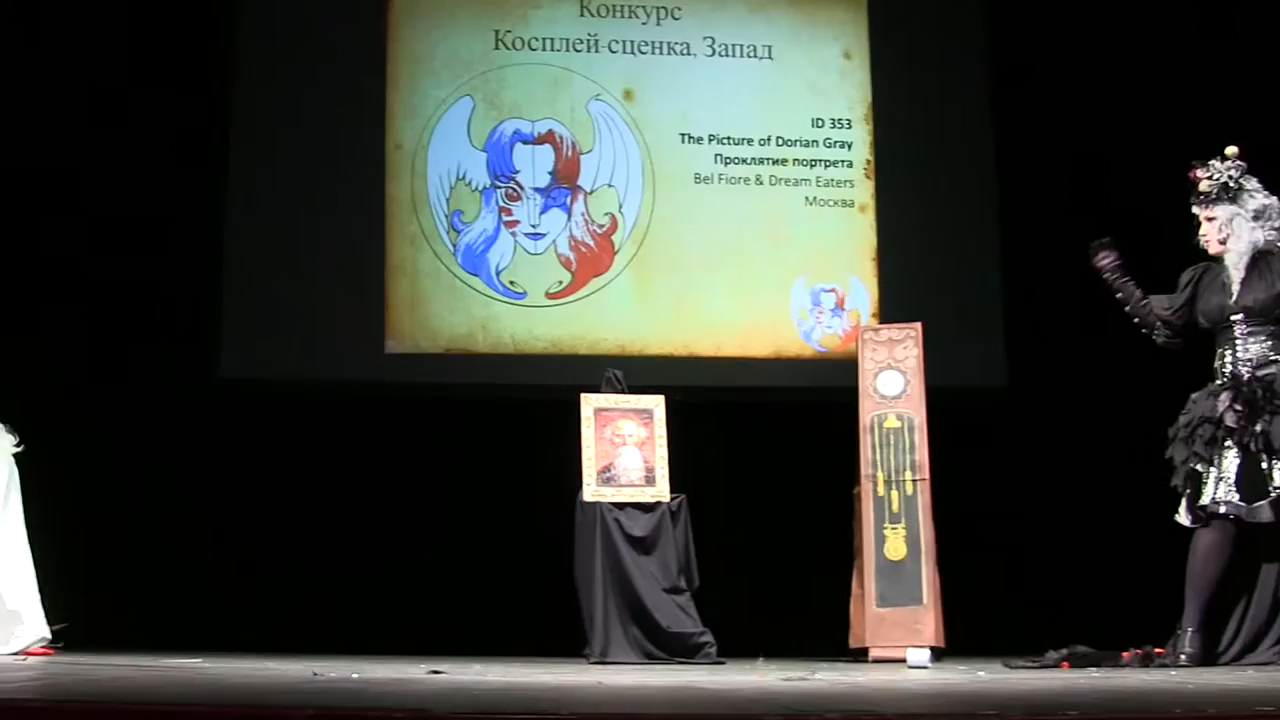 Конкурс
Косплей-сценка, Запад
ID 353
The Picture of Dorian Gray
Проклятие портрета
Bel Fiore & Dream Eaters
Москва